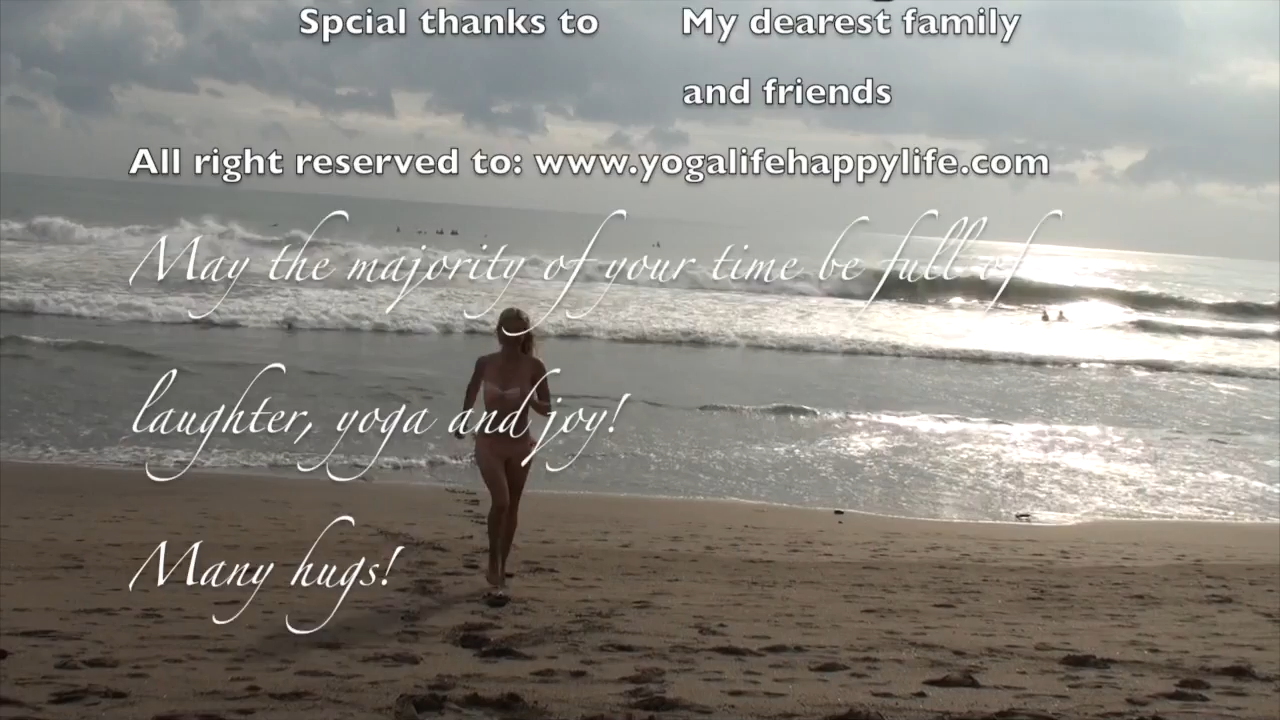 Spcial thanks to My dearest family
and friends
All right reserved to: www.yogalifehappylife.com
May the majority of your time be full of
laughter, yoga and joy!
Many hugs!